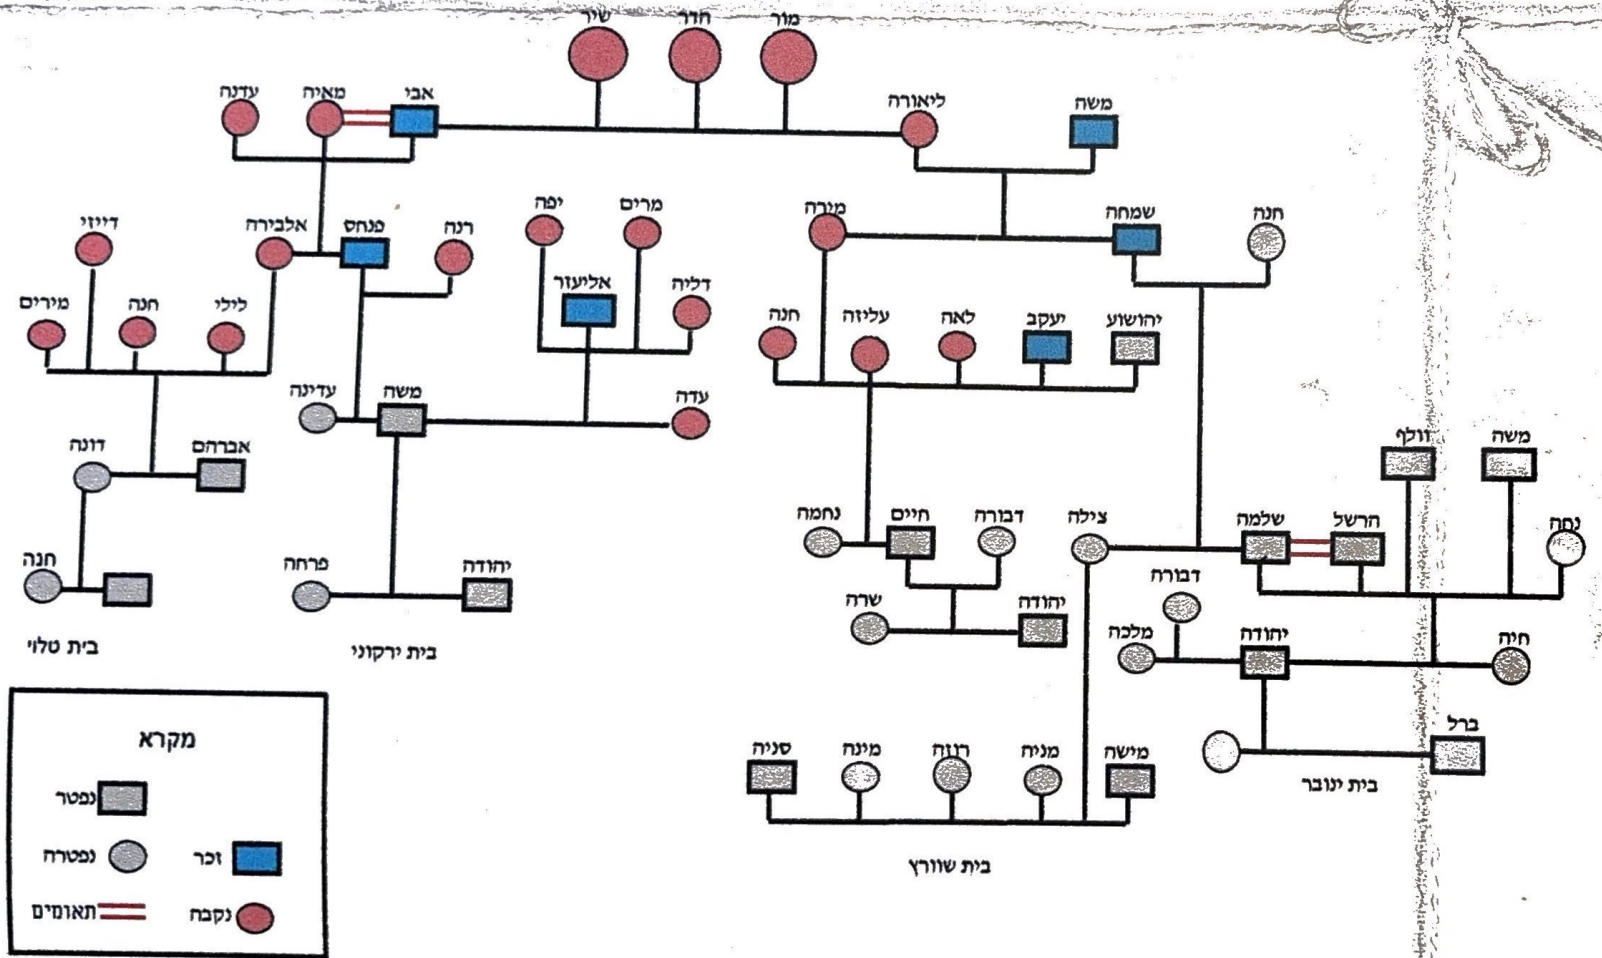 שיר
חדר
מור
עדנה
מאיה
אבי
ליאורה
משה
דייזי
אלבירה
פנחס
רנה
יפה
מרים
מירה
שמחה
חנה
אליעזר
דליה
מירים
חנה
לילי
חנה
עליזה
לאה
יעקב
יהושוע
עדינה
משה
עדה
דונה
אברהם
וולף
משה
נחמה
חיים
דבורה
צילה
שלמה
הרשל
נחה
חנה
פרחה
יהודה
שרה
יהודה
דבורה
מלכה
יהודה
חיה
בית טלוי
בית ירקוני
סניה
מינה
רוזה
מניה
מישה
ברל
בית ינובר
בית שוורץ
מקרא
נפטר
נפטרה
זכר
תאומים
נקבה